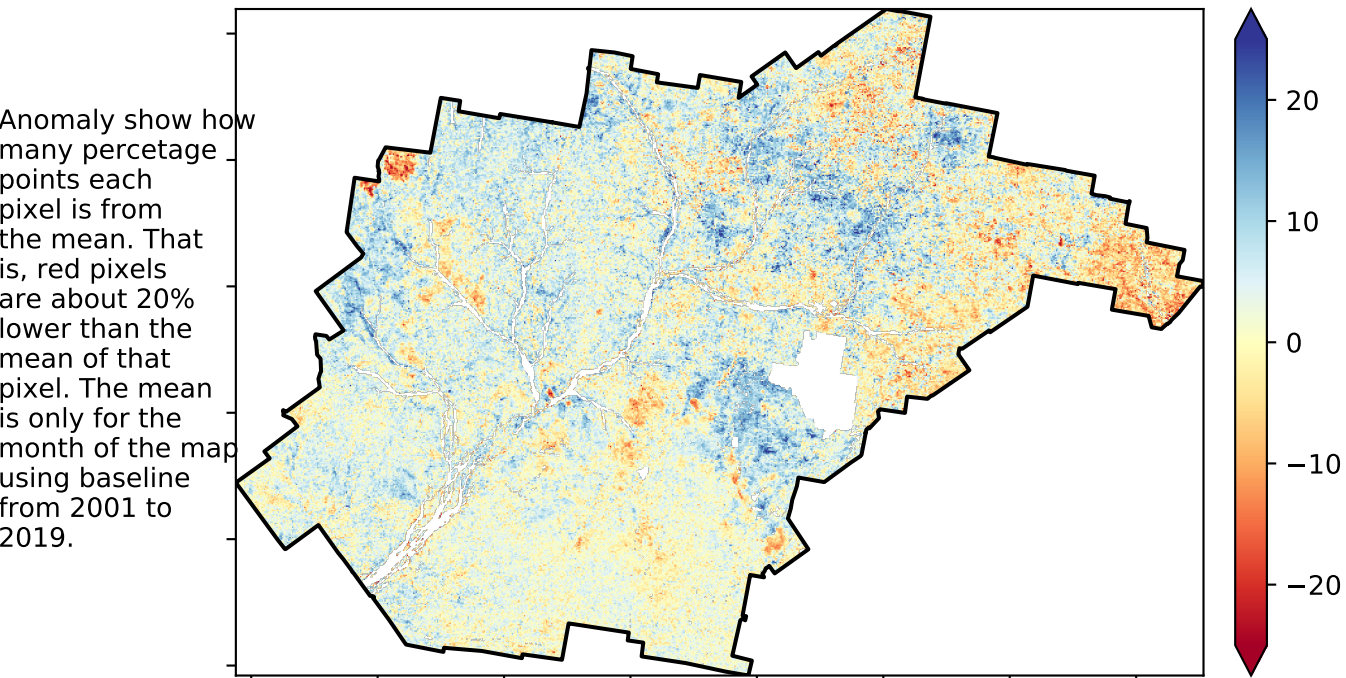 Anomaly show how
many percetage
points each
pixel is from
the mean. That
is, red pixels
are about 20%
lower than the
mean of that
pixel. The mean
is only for the
month of the map
using baseline
from 2001 to
2019.
20
10
0
−10
−20